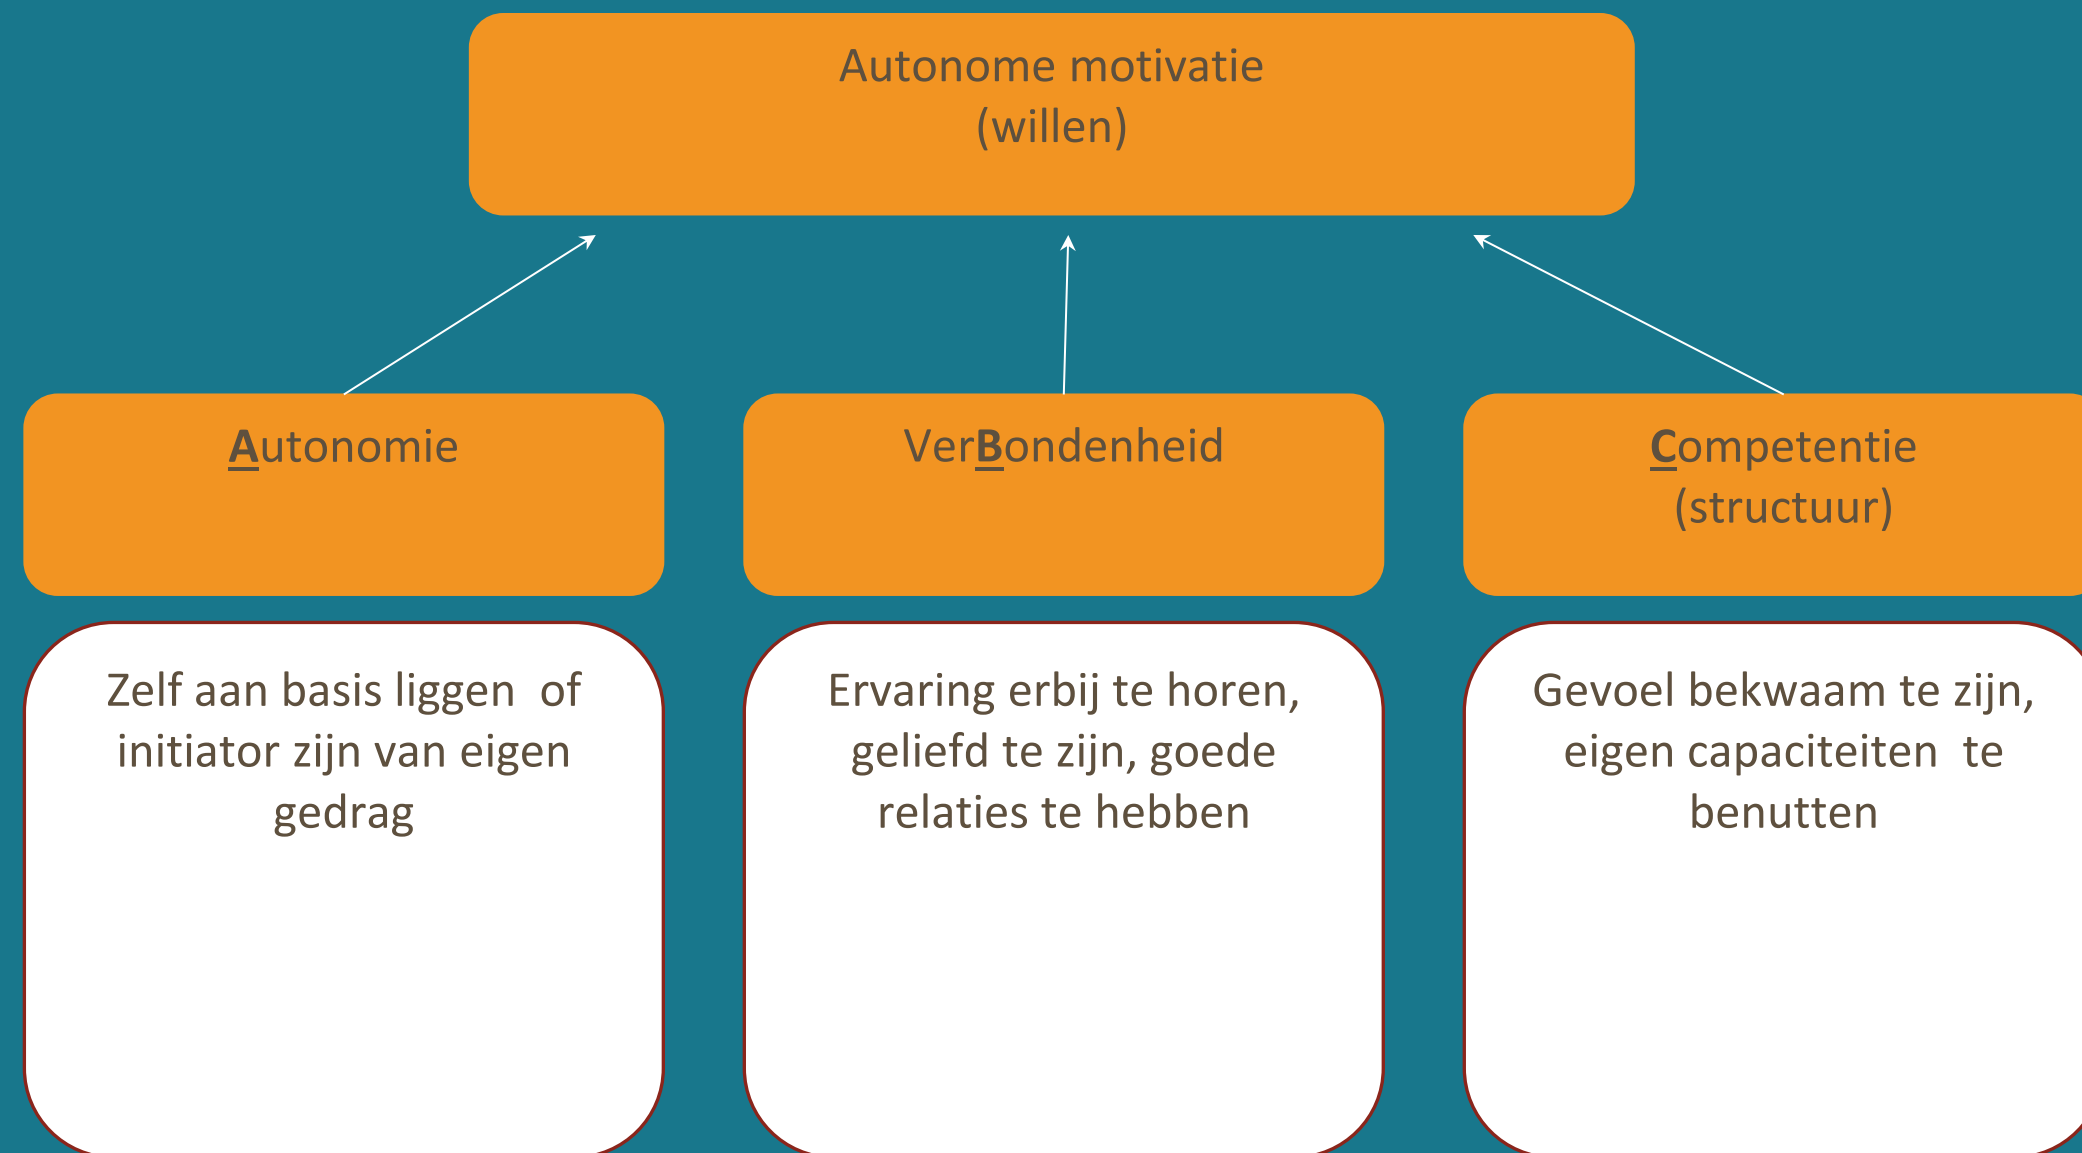 Autonome motivatie
(willen)
Autonomie
VerBondenheid
Competentie
(structuur)
Zelf aan basis liggen  of
initiator zijn van eigen
gedrag
Ervaring erbij te horen,
geliefd te zijn, goede
relaties te hebben
Gevoel bekwaam te zijn,
eigen capaciteiten  te
benutten